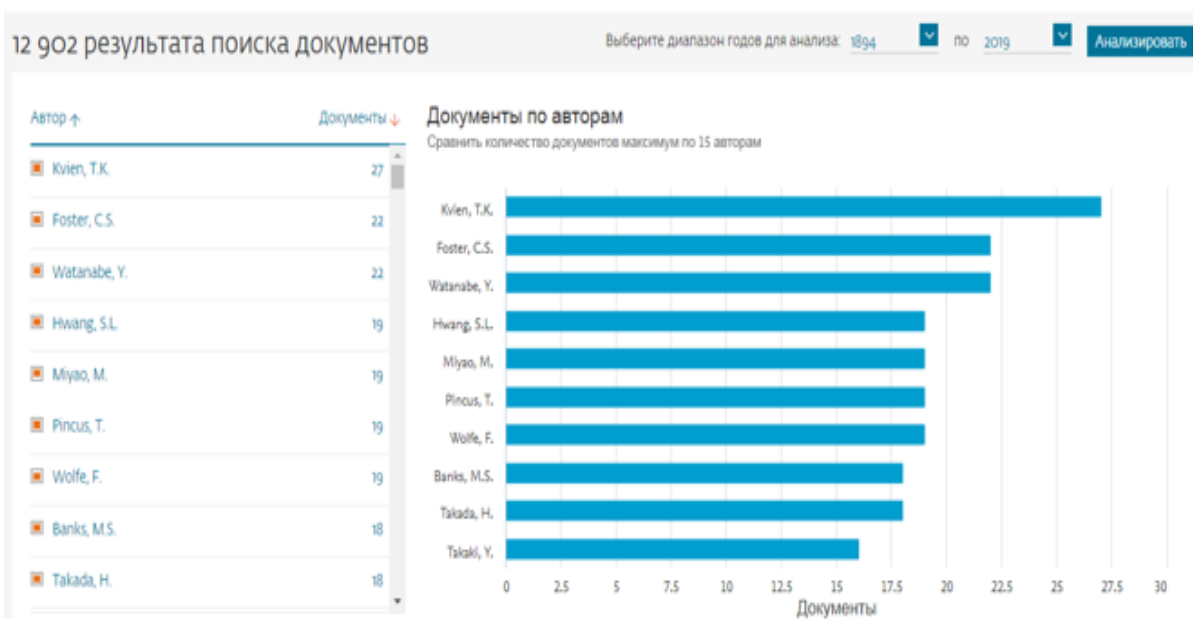 12 902 результата поиска документов
Выберите диапазон годов для анализа: 1894 по 2019 Анализировать
Автор Документы
Kvien, T.K. 27
Foster, C.S. 22
Watanabe, Y. 22
Hwang, S.L. 19
Miyao, M. 19
Pincus, T. 19
Wolfe, F. 19
Banks, M.S. 18
Takada, H. 18
Документы по авторам
Сравнить количество документов максимум по 15 авторам
Kvien, T.K.
Foster, C.S.
Watanabe, Y.
Hwang, S.L.
Miyao, M.
Pincus, T.
Wolfe, F.
Banks, M.S.
Takada, H.
Takaki, Y.
0 2.5 5 7.5 10 12.5 15 17.5 20 22.5 25 27.5 30
Документы